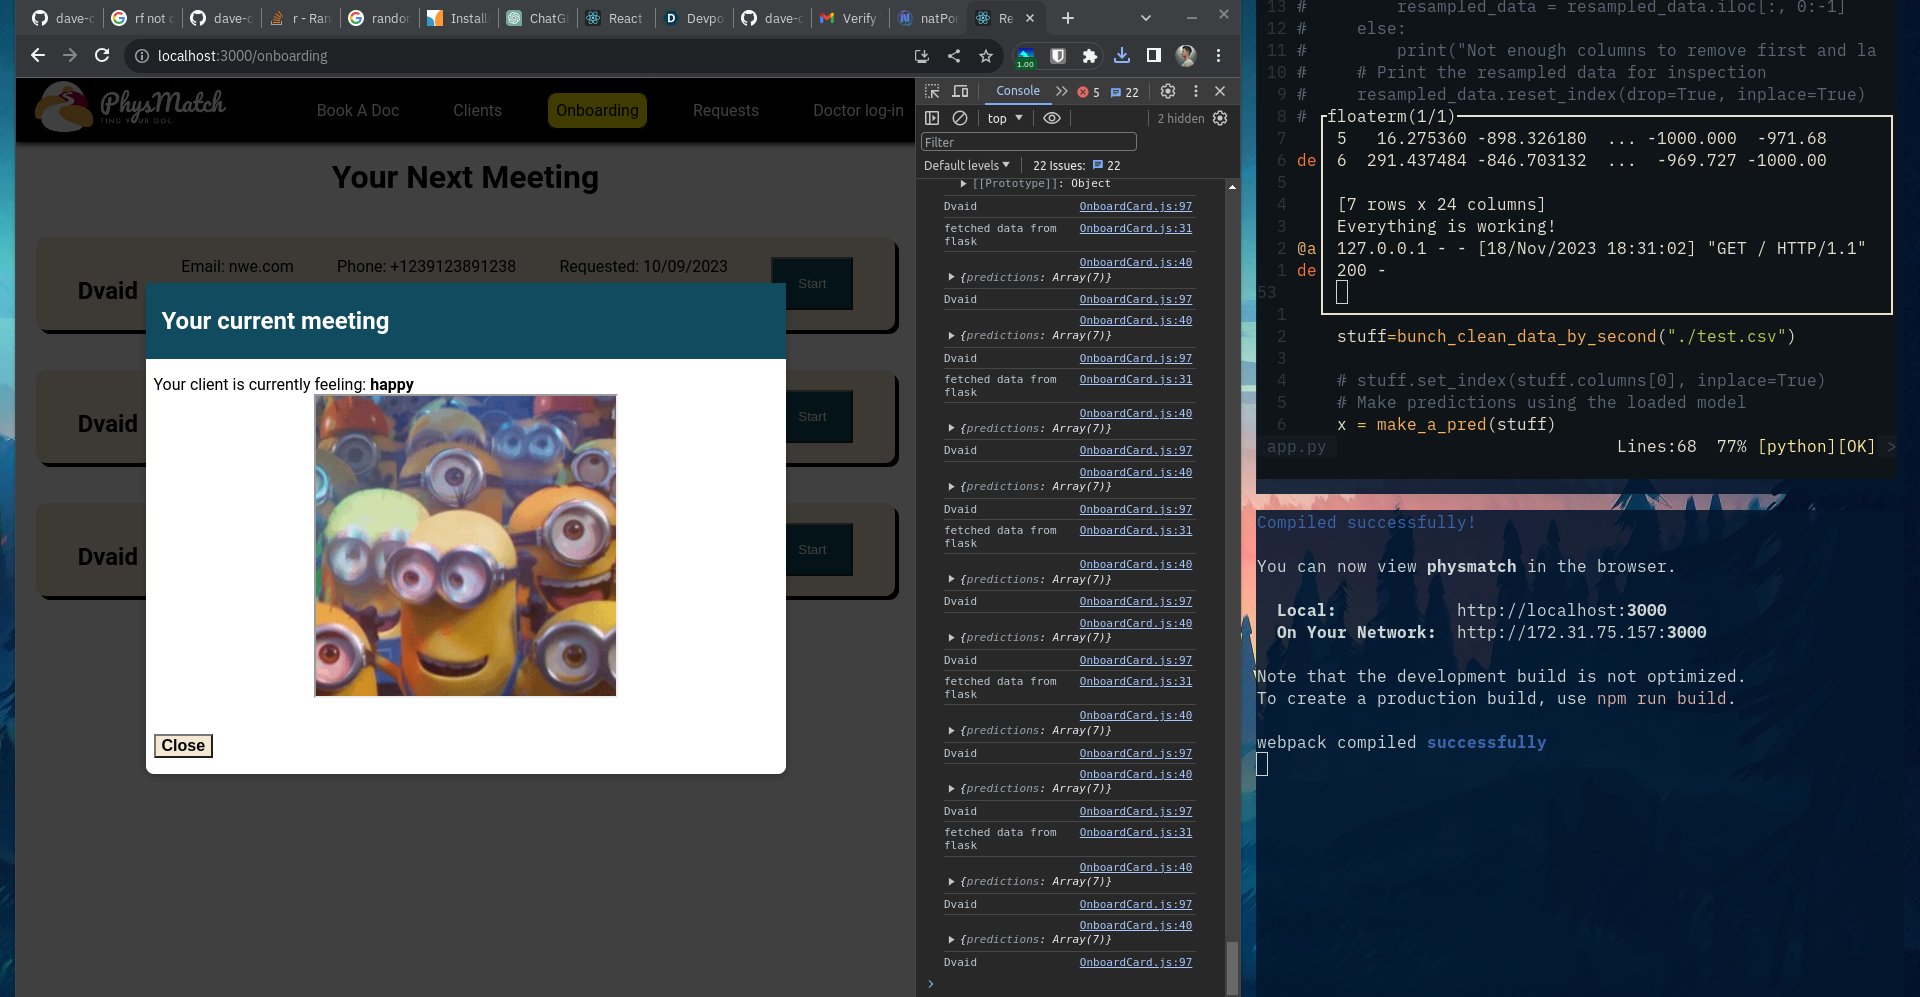 dave-c
rf not c
dave-c
r - Ran
randor
Install
ChatG
React
Devpo
dave-c
Verify
natPor
Re
localhost:3000/onboarding
1.00
PhysMatch
FIND YOUR DOC
Book A Doc
Clients
Onboarding
Requests
Doctor log-in
Your Next Meeting
Dvaid
Email: nwe.com
Phone: +1239123891238
Requested: 10/09/2023
Start
Your current meeting
Your client is currently feeling: happy
Dvaid
Start
Dvaid
Start
Close
Console
5
22
top
2 hidden
Filter
Default levels
22 Issues:
22
[[Prototype]]: Object
Dvaid OnboardCard.js:97
fetched data from OnboardCard.js:31
flask
OnboardCard.js:40
{predictions: Array(7)}
Dvaid OnboardCard.js:97
OnboardCard.js:40
{predictions: Array(7)}
Dvaid OnboardCard.js:97
fetched data from OnboardCard.js:31
flask
OnboardCard.js:40
{predictions: Array(7)}
Dvaid OnboardCard.js:97
OnboardCard.js:40
{predictions: Array(7)}
Dvaid OnboardCard.js:97
fetched data from OnboardCard.js:31
flask
OnboardCard.js:40
{predictions: Array(7)}
Dvaid OnboardCard.js:97
OnboardCard.js:40
{predictions: Array(7)}
Dvaid OnboardCard.js:97
fetched data from OnboardCard.js:31
flask
OnboardCard.js:40
{predictions: Array(7)}
Dvaid OnboardCard.js:97
OnboardCard.js:40
{predictions: Array(7)}
Dvaid OnboardCard.js:97
fetched data from OnboardCard.js:31
flask
OnboardCard.js:40
{predictions: Array(7)}
Dvaid OnboardCard.js:97
OnboardCard.js:40
{predictions: Array(7)}
Dvaid OnboardCard.js:97
13 # resampled_data = resampled_data.iloc[:, 0:-1]
12 # else:
11 # print("Not enough columns to remove first and la
10 # # Print the resampled data for inspection
9 # resampled_data.reset_index(drop=True, inplace=True)
8 # floaterm(1/1)
7 5 16.275360 -898.326180 ... -1000.000 -971.68
6 de 6 291.437484 -846.703132 ... -969.727 -1000.00
5
4 [7 rows x 24 columns]
3 Everything is working!
2 @a 127.0.0.1 - - [18/Nov/2023 18:31:02] "GET / HTTP/1.1"
1 de 200 -
53
1
2 stuff=bunch_clean_data_by_second("./test.csv")
3
4 # stuff.set_index(stuff.columns[0], inplace=True)
5 # Make predictions using the loaded model
6 x = make_a_pred(stuff)
app.py Lines:68 77% [python][OK] >
Compiled successfully!
You can now view physmatch in the browser.
Local: http://localhost:3000
On Your Network: http://172.31.75.157:3000
Note that the development build is not optimized.
To create a production build, use npm run build.
webpack compiled successfully